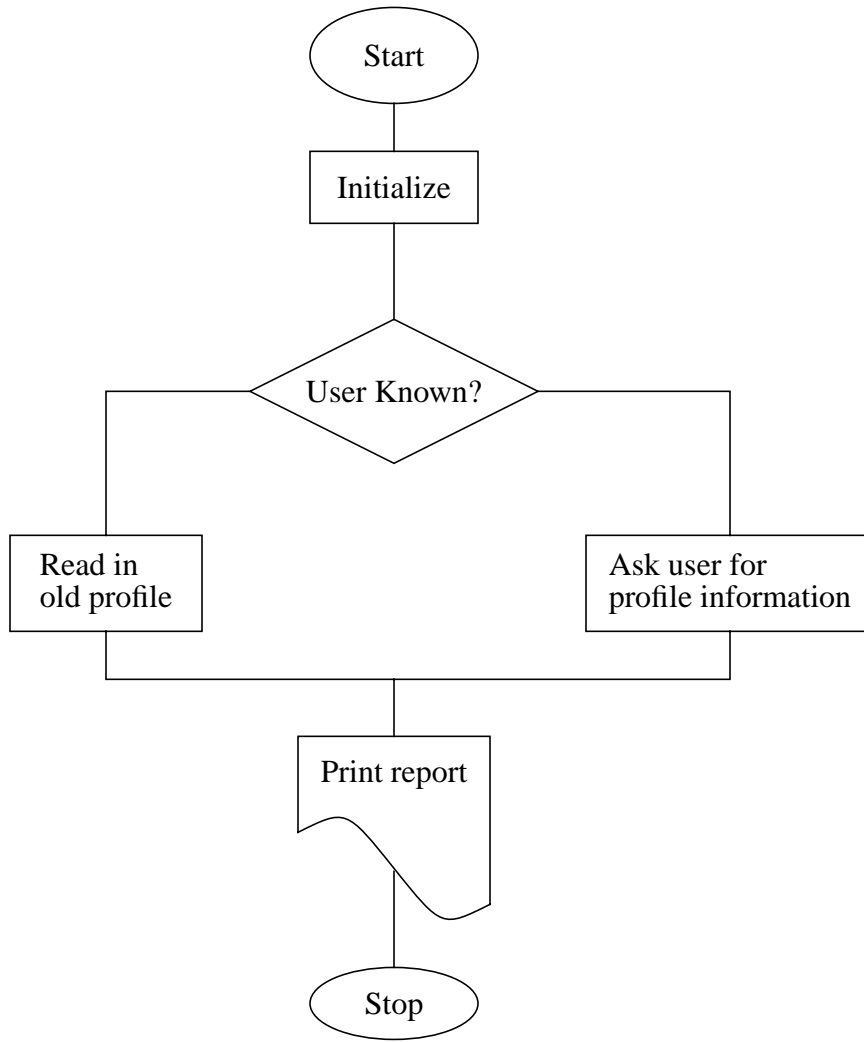 Start
Initialize
User Known?
Read in
old profile
Ask user for
profile information
Print report
Stop